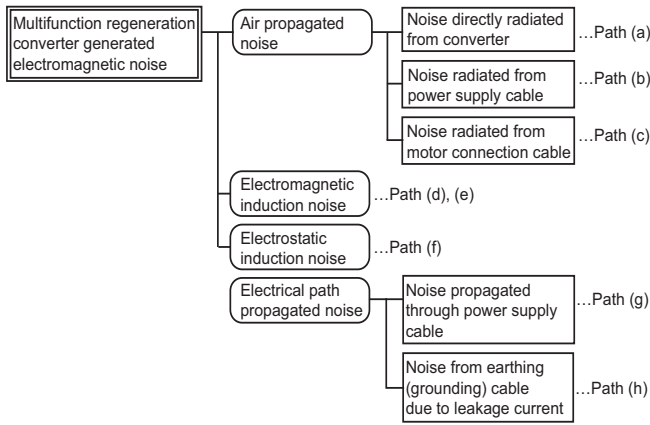 Multifunction regeneration
converter generated
electromagnetic noise
Air propagated
noise
Noise directly radiated
from converter
...Path (a)
Noise radiated from
power supply cable
...Path (b)
Noise radiated from
motor connection cable
...Path (c)
Electromagnetic
induction noise
...Path (d), (e)
Electrostatic
induction noise
...Path (f)
Electrical path
propagated noise
Noise propagated
through power supply
cable
...Path (g)
Noise from earthing
(grounding) cable
due to leakage current
...Path (h)